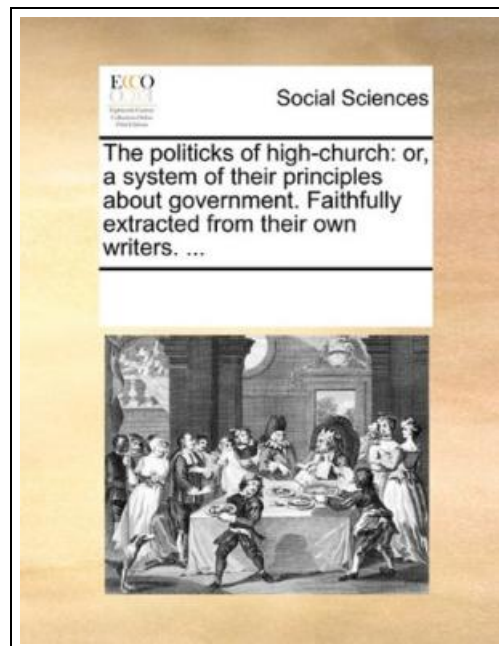 ECCO
Social Sciences
The politicks of high-church: or,
a system of their principles
about government. Faithfully
extracted from their own
writers. ...